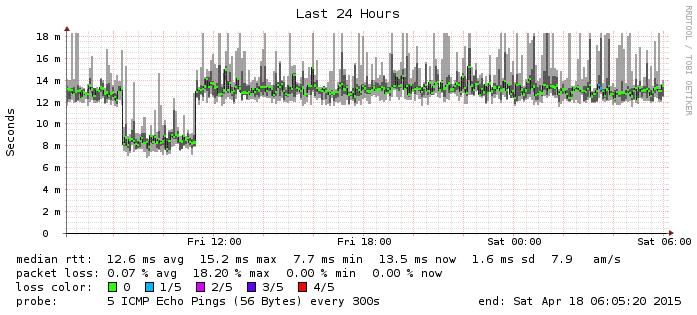 Last 24 Hours
RRDTOOL / TOBI OETIKER
Seconds
18 m
16 m
14 m
12 m
10 m
8 m
6 m
4 m
2 m
0
Fri 12:00 Fri 18:00 Sat 00:00 Sat 06:00
median rtt: 12.6 ms avg 15.2 ms max 7.7 ms min 13.5 ms now 1.6 ms sd 7.9 am/s
packet loss: 0.07 % avg 18.20 % max 0.00 % min 0.00 % now
loss color: 0 1/5 2/5 3/5 4/5
probe: 5 ICMP Echo Pings (56 Bytes) every 300s end: Sat Apr 18 06:05:20 2015